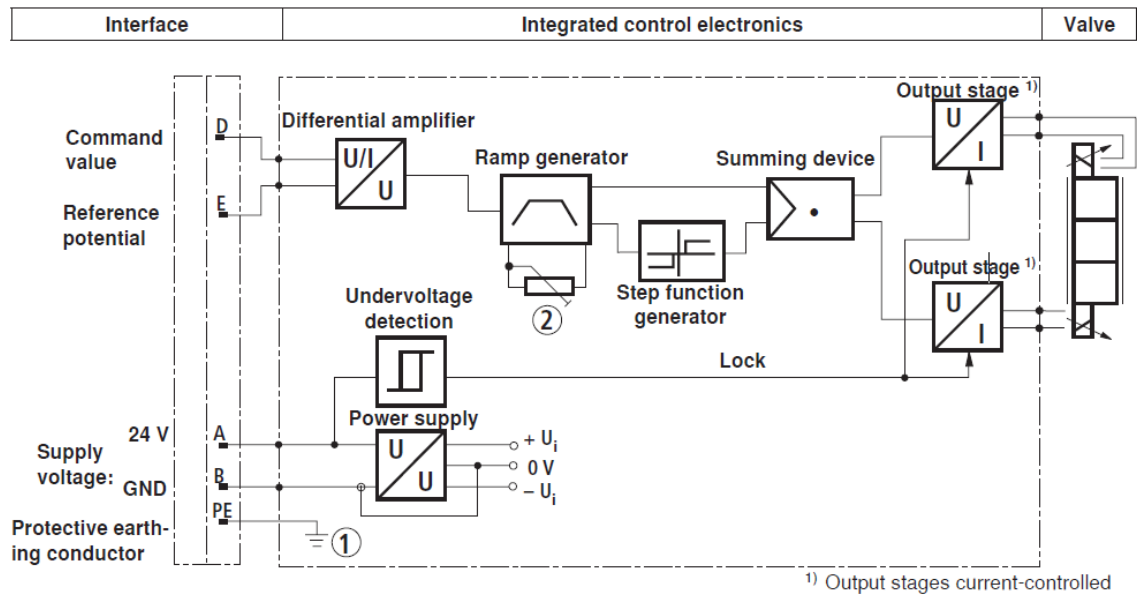 Interface
Integrated control electronics
Valve
Output stage 1)
Differential amplifier
D
Command
value
U/I
U
Ramp generator
Summing device
U
I
E
Reference
potential
Output stage 1)
Step function
generator
U
I
Undervoltage
detection
②
Lock
Power supply
24 V
A
U
U
+ Ui
0 V
– Ui
Supply
voltage:
GND
B
PE
①
Protective earth-
ing conductor
1) Output stages current-controlled